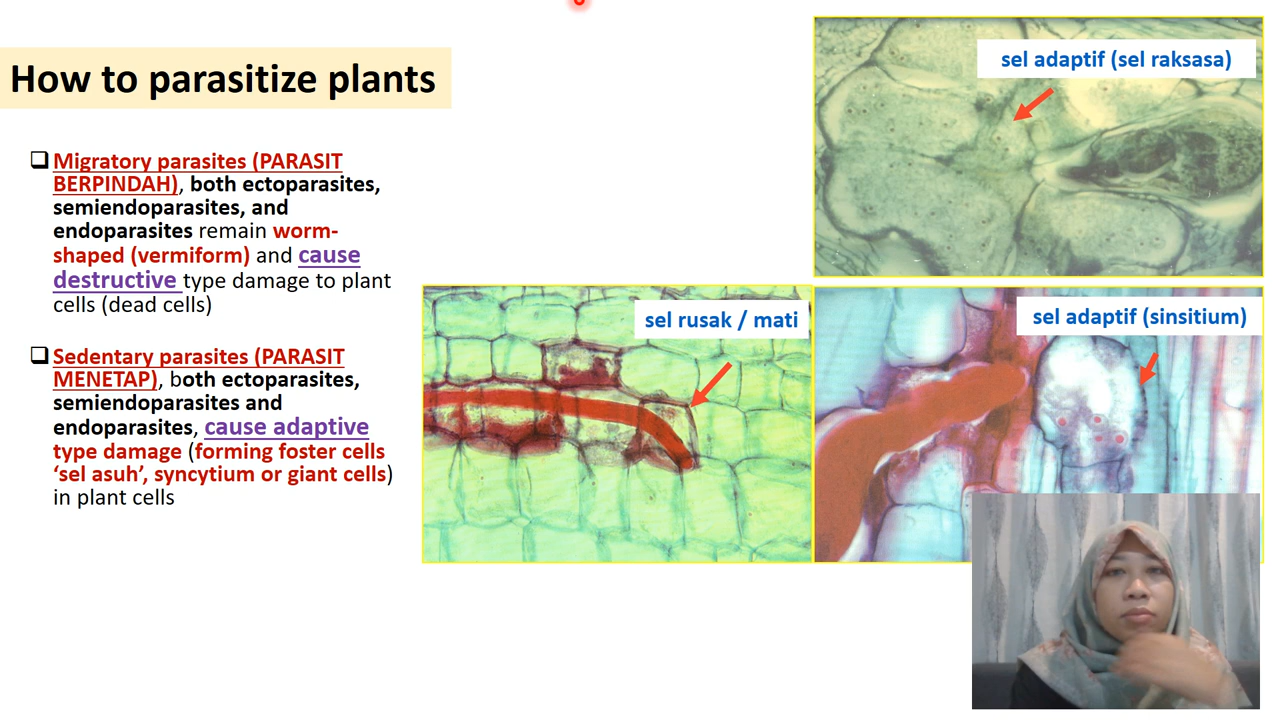 How to parasitize plants
Migratory parasites (PARASIT
BERPINDAH), both ectoparasites,
semiendoparasites, and
endoparasites remain worm-
shaped (vermiform) and cause
destructive type damage to plant
cells (dead cells)
Sedentary parasites (PARASIT
MENETAP), both ectoparasites,
semiendoparasites and
endoparasites, cause adaptive
type damage (forming foster cells
‘sel asuh’, syncytium or giant cells)
in plant cells
sel adaptif (sel raksasa)
sel rusak / mati
sel adaptif (sinsitium)